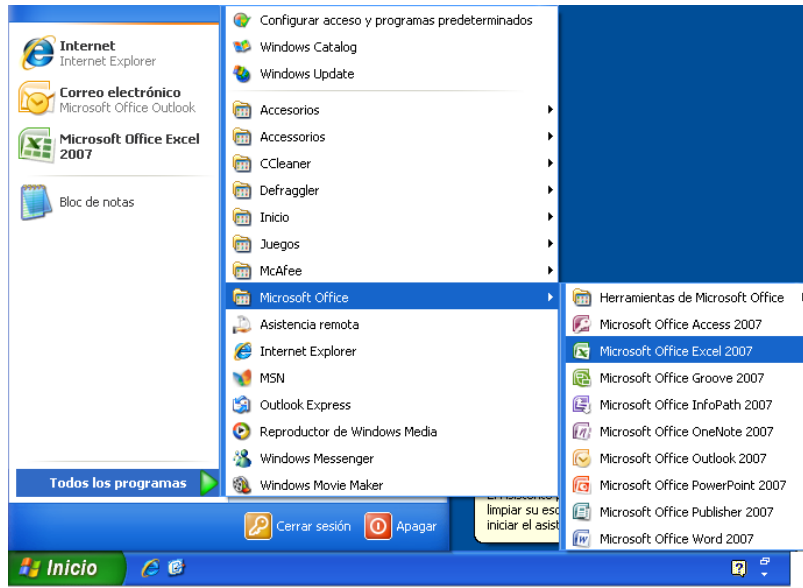 Internet
Internet Explorer
Correo electrónico
Microsoft Office Outlook
Microsoft Office Excel
2007
Bloc de notas
Todos los programas
Configurar acceso y programas predeterminados
Windows Catalog
Windows Update
Accesorios
Accessorios
CCleaner
Defraggler
Inicio
Juegos
McAfee
Microsoft Office
Asistencia remota
Internet Explorer
MSN
Outlook Express
Reproductor de Windows Media
Windows Messenger
Windows Movie Maker
Herramientas de Microsoft Office
Microsoft Office Access 2007
Microsoft Office Excel 2007
Microsoft Office Groove 2007
Microsoft Office InfoPath 2007
Microsoft Office OneNote 2007
Microsoft Office Outlook 2007
Microsoft Office PowerPoint 2007
Microsoft Office Publisher 2007
Microsoft Office Word 2007
limpiar su esc
iniciar el asist
Cerrar sesión
Apagar
Inicio